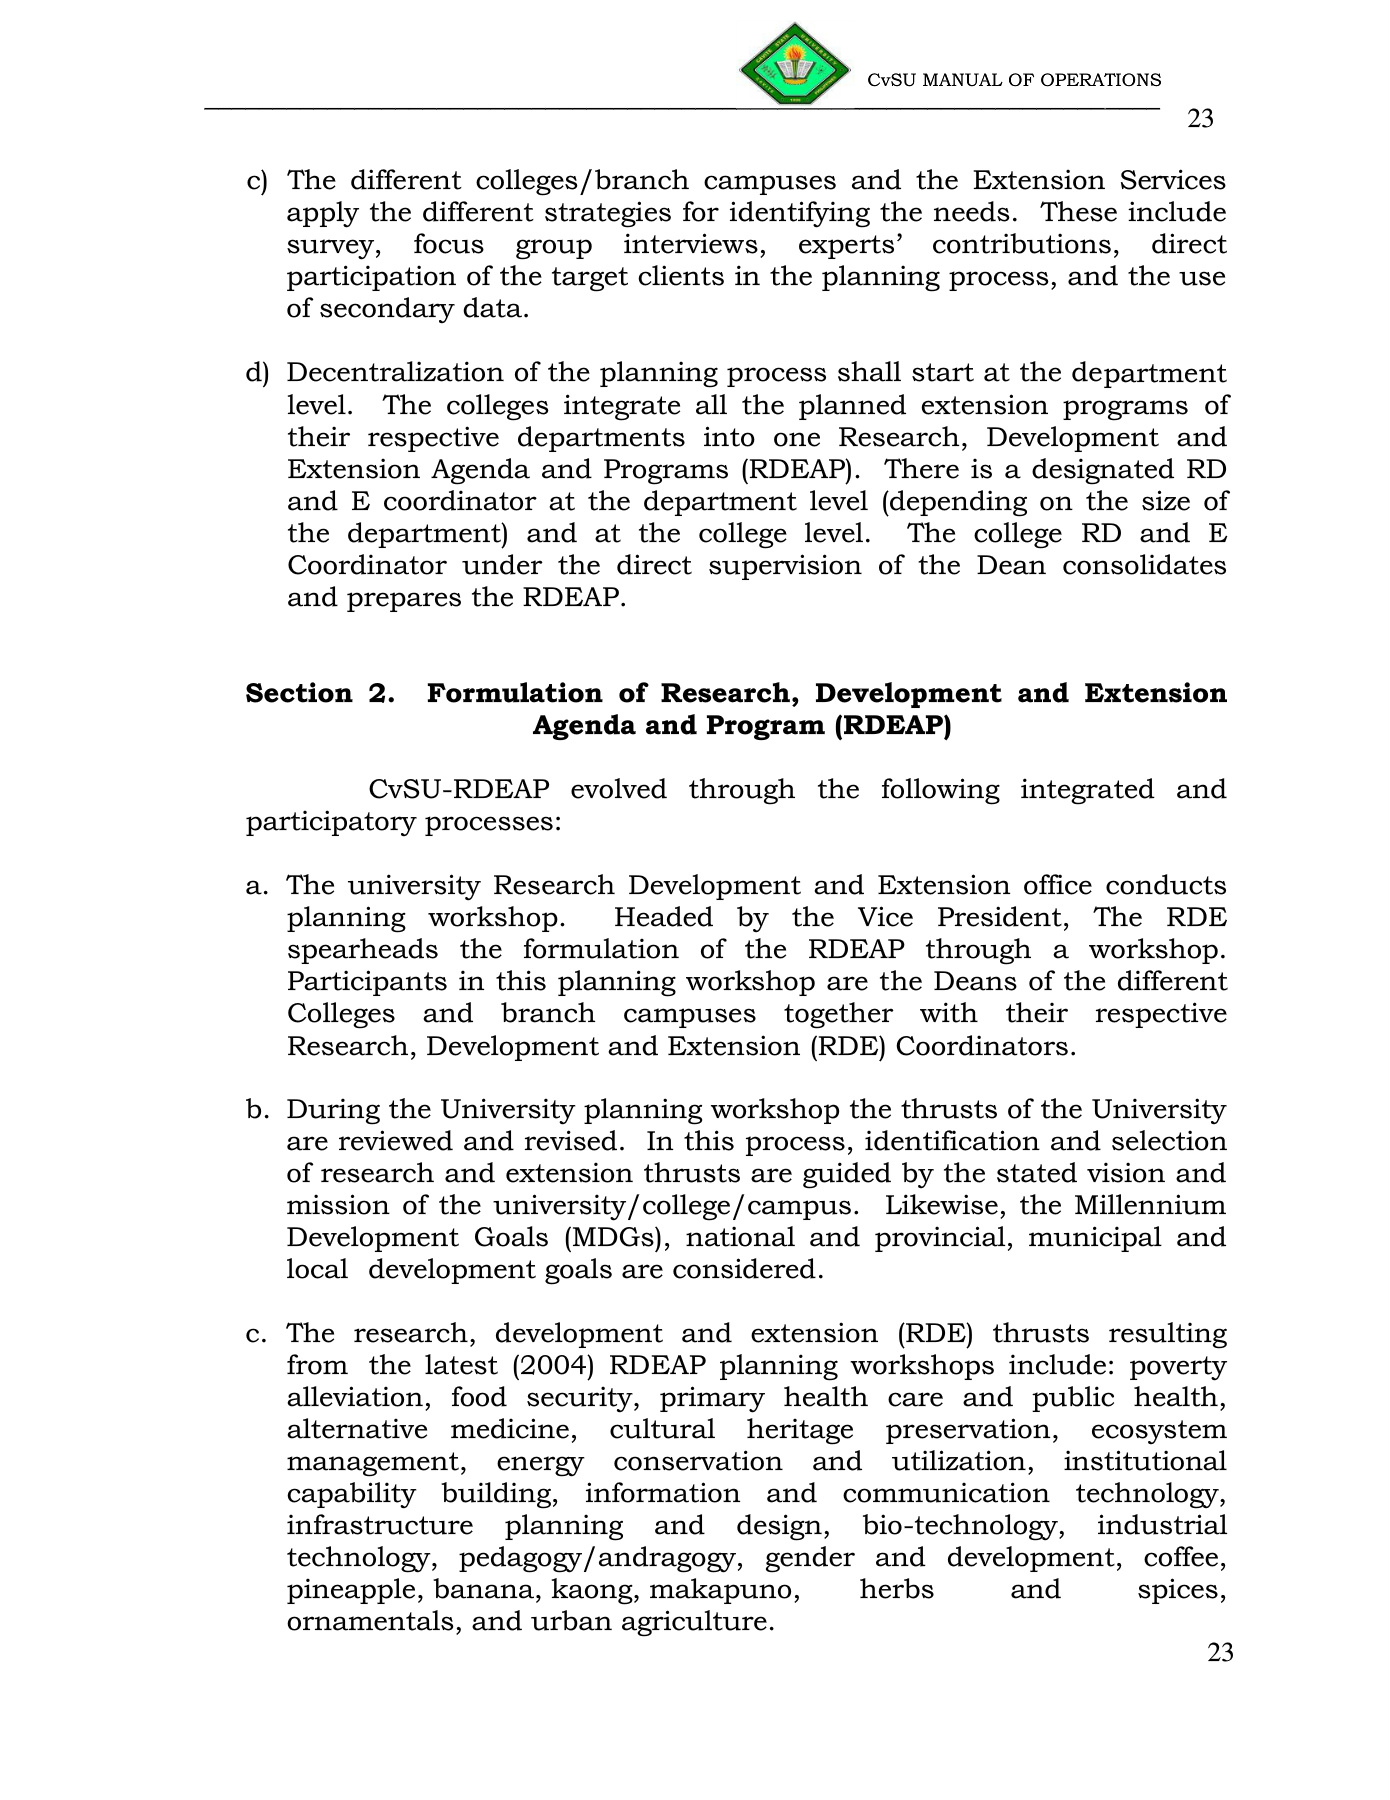 CvSU MANUAL OF OPERATIONS
23
c) The different colleges/branch campuses and the Extension Services
apply the different strategies for identifying the needs. These include
survey, focus group interviews, experts’ contributions, direct
participation of the target clients in the planning process, and the use
of secondary data.
d) Decentralization of the planning process shall start at the department
level. The colleges integrate all the planned extension programs of
their respective departments into one Research, Development and
Extension Agenda and Programs (RDEAP). There is a designated RD
and E coordinator at the department level (depending on the size of
the department) and at the college level. The college RD and E
Coordinator under the direct supervision of the Dean consolidates
and prepares the RDEAP.
Section 2. Formulation of Research, Development and Extension
Agenda and Program (RDEAP)
CvSU-RDEAP evolved through the following integrated and
participatory processes:
a. The university Research Development and Extension office conducts
planning workshop. Headed by the Vice President, The RDE
spearheads the formulation of the RDEAP through a workshop.
Participants in this planning workshop are the Deans of the different
Colleges and branch campuses together with their respective
Research, Development and Extension (RDE) Coordinators.
b. During the University planning workshop the thrusts of the University
are reviewed and revised. In this process, identification and selection
of research and extension thrusts are guided by the stated vision and
mission of the university/college/campus. Likewise, the Millennium
Development Goals (MDGs), national and provincial, municipal and
local development goals are considered.
c. The research, development and extension (RDE) thrusts resulting
from the latest (2004) RDEAP planning workshops include: poverty
alleviation, food security, primary health care and public health,
alternative medicine, cultural heritage preservation, ecosystem
management, energy conservation and utilization, institutional
capability building, information and communication technology,
infrastructure planning and design, bio-technology, industrial
technology, pedagogy/andragogy, gender and development, coffee,
pineapple, banana, kaong, makapuno, herbs and spices,
ornamentals, and urban agriculture.
23